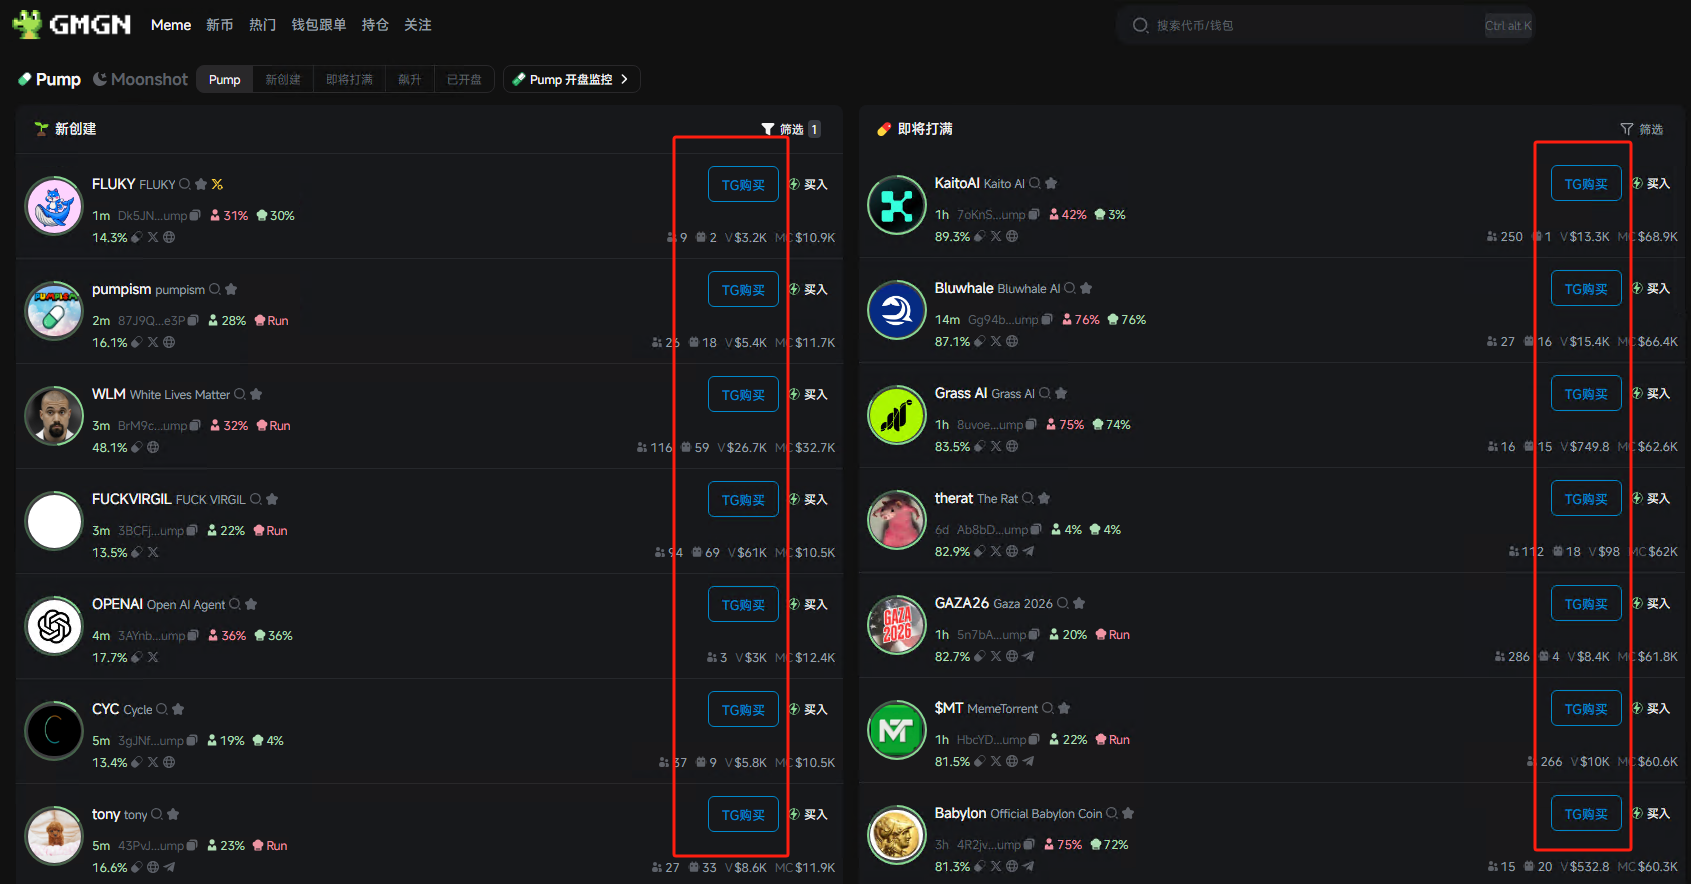 GMGN Meme 新币 热门 钱包跟单 持仓 关注 搜索代币/钱包 Ctrl alt K
Pump Moonshot Pump 新创建 即将打满 飙升 已开盘 Pump 开盘监控
新创建 筛选 1
FLUKY FLUKY TG购买 买入
1m Dk5JN...ump 31% 30%
14.3% 9 2 V $3.2K MC $10.9K
pumpism pumpism TG购买 买入
2m 87J9Q...e3P 28% Run
16.1% 26 18 V $5.4K MC $11.7K
WLM White Lives Matter TG购买 买入
3m BrM9c...ump 32% Run
48.1% 116 59 V $26.7K MC $32.7K
FUCKVIRGIL FUCK VIRGIL TG购买 买入
3m 3BCFj...ump 22% Run
13.5% 94 69 V $61K MC $10.5K
OPENAI Open AI Agent TG购买 买入
4m 3AYnb...ump 36% 36%
17.7% 3 V $3K MC $12.4K
CYC Cycle TG购买 买入
5m 3gJNf...ump 19% 4%
13.4% 37 9 V $5.8K MC $10.5K
tony tony TG购买 买入
5m 43PvJ...ump 23% Run
16.6% 27 33 V $8.6K MC $11.9K
即将打满 筛选
KaitoAI Kaito AI TG购买 买入
1h 7oKnS...ump 42% 3%
89.3% 250 1 V $13.3K MC $68.9K
Bluwhale Bluwhale AI TG购买 买入
14m Gg94b...ump 76% 76%
87.1% 27 16 V $15.4K MC $66.4K
Grass AI Grass AI TG购买 买入
1h 8uvoe...ump 75% 74%
83.5% 16 15 V $749.8 MC $62.6K
therat The Rat TG购买 买入
6d Ab8bD...ump 4% 4%
82.9% 112 18 V $98 MC $62K
GAZA26 Gaza 2026 TG购买 买入
GAZA
2026
1h 5n7bA...ump 20% Run
82.7% 286 4 V $8.4K MC $61.8K
$MT MemeTorrent TG购买 买入
1h HbcYD...ump 22% Run
81.5% 266 V $10K MC $60.6K
Babylon Official Babylon Coin TG购买 买入
3h 4R2jv...ump 75% 72%
81.3% 15 20 V $532.8 MC $60.3K